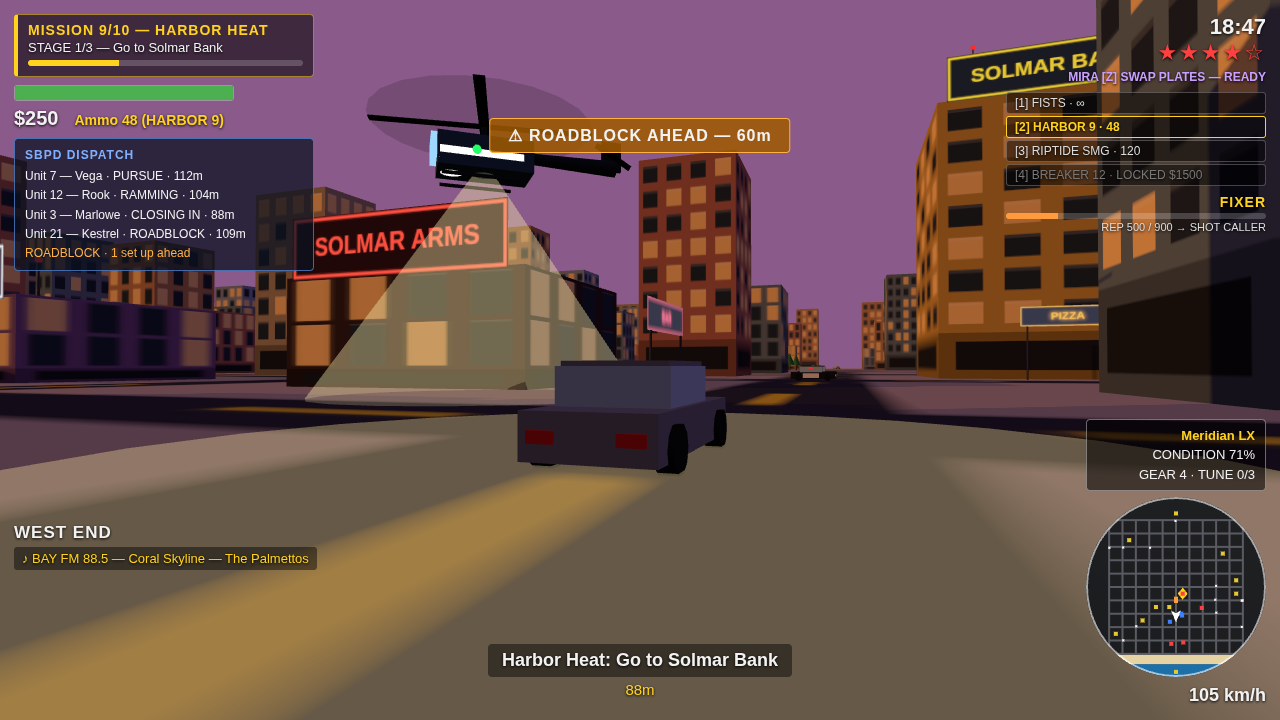 MISSION 9/10 — HARBOR HEAT
STAGE 1/3 — Go to Solmar Bank
$250 Ammo 48 (HARBOR 9)
SBPD DISPATCH
Unit 7 — Vega · PURSUE · 112m
Unit 12 — Rook · RAMMING · 104m
Unit 3 — Marlowe · CLOSING IN · 88m
Unit 21 — Kestrel · ROADBLOCK · 109m
ROADBLOCK · 1 set up ahead
⚠ ROADBLOCK AHEAD — 60m
SOLMAR ARMS
SOLMAR BA
PIZZA
18:47
★★★★☆
MIRA [Z] SWAP PLATES — READY
[1] FISTS · ∞
[2] HARBOR 9 · 48
[3] RIPTIDE SMG · 120
[4] BREAKER 12 · LOCKED $1500
FIXER
REP 500 / 900 → SHOT CALLER
Meridian LX
CONDITION 71%
GEAR 4 · TUNE 0/3
WEST END
♪ BAY FM 88.5 — Coral Skyline — The Palmettos
Harbor Heat: Go to Solmar Bank
88m
105 km/h